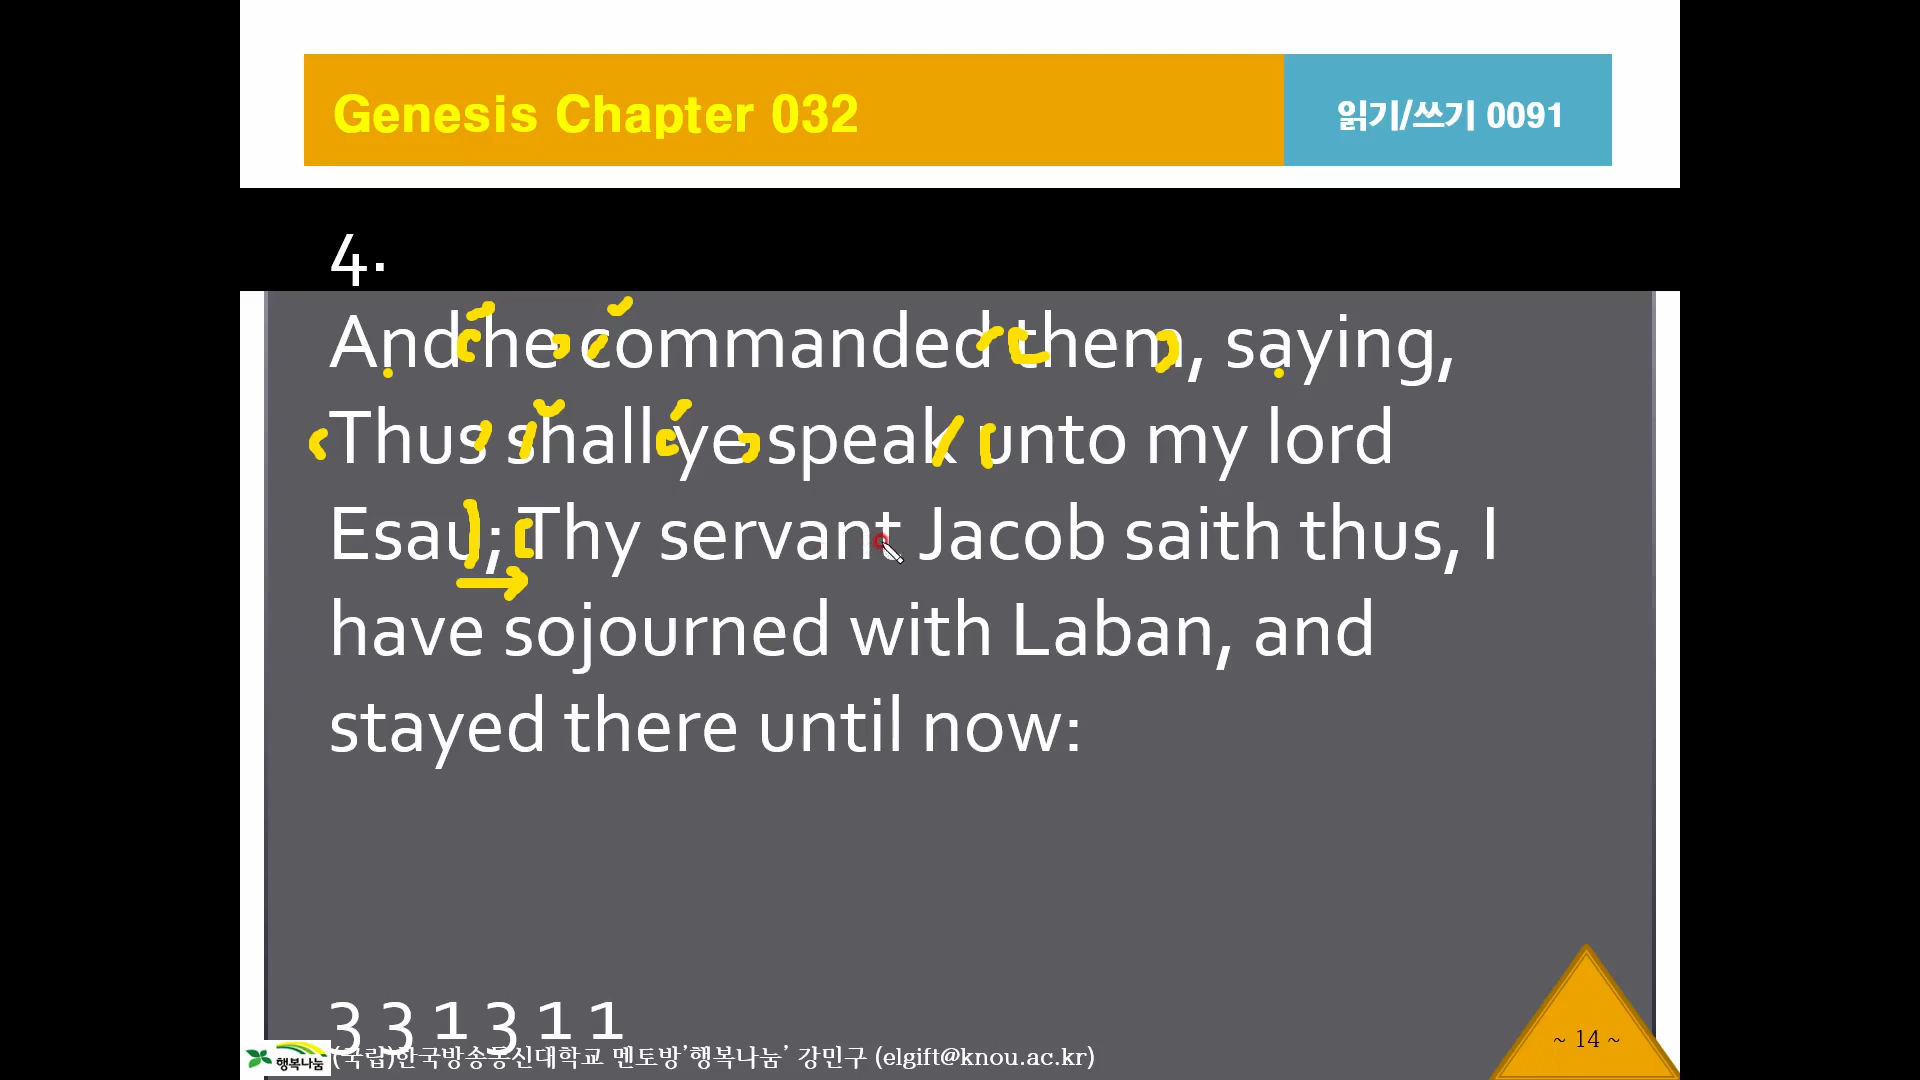 Genesis Chapter 032
읽기/쓰기 0091
4.
And he commanded them, saying,
Thus shall ye speak unto my lord
Esau; Thy servant Jacob saith thus, I
have sojourned with Laban, and
stayed there until now:
3 3 1 3 1 1
행복나눔
(국립)한국방송통신대학교 멘토방'행복나눔' 강민구 (elgift@knou.ac.kr)
~ 14 ~